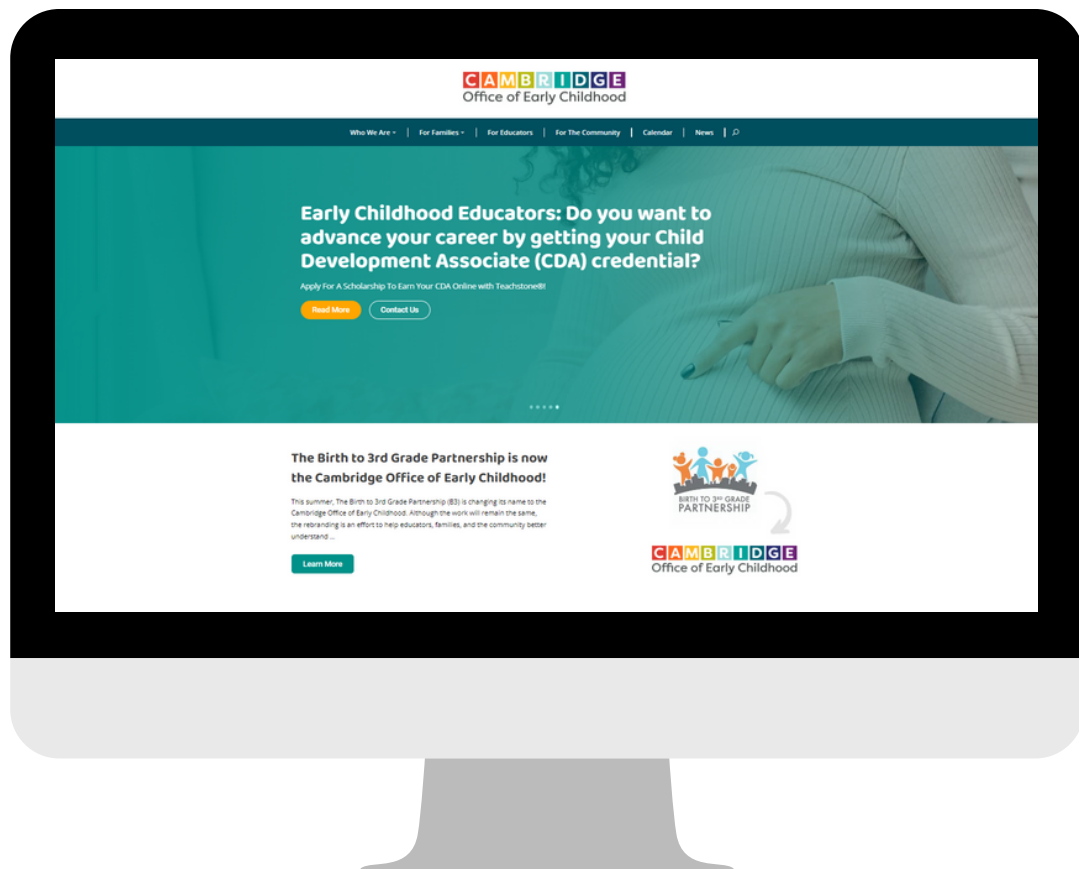 CAMBRIDGE
Office of Early Childhood
Who We Are | For Families | For Educators | For The Community | Calendar | News |
Early Childhood Educators: Do you want to
advance your career by getting your Child
Development Associate (CDA) credential?
Apply For A Scholarship To Earn Your CDA Online with Teachstone®!
Read More Contact Us
The Birth to 3rd Grade Partnership is now
the Cambridge Office of Early Childhood!
This summer, The Birth to 3rd Grade Partnership (B3) is changing its name to the
Cambridge Office of Early Childhood. Although the work will remain the same,
the rebranding is an effort to help educators, families, and the community better
understand ...
Learn More
BIRTH TO 3RD GRADE
PARTNERSHIP
CAMBRIDGE
Office of Early Childhood